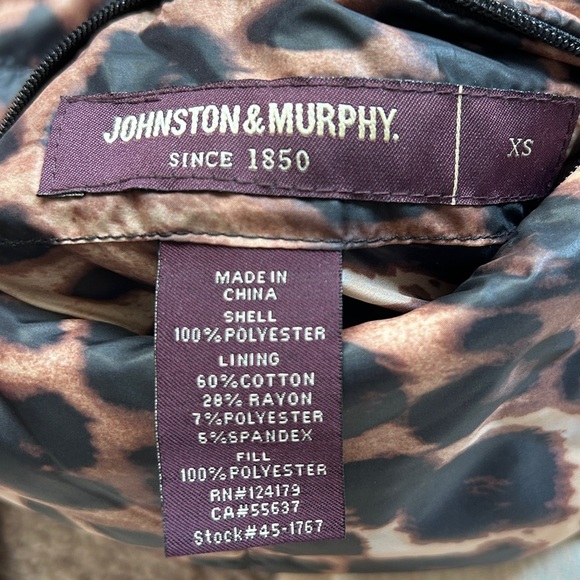 JOHNSTON & MURPHY.
SINCE 1850
XS
MADE IN
CHINA
SHELL
100% POLYESTER
LINING
60% COTTON
28% RAYON
7% POLYESTER
5% SPANDEX
FILL
100% POLYESTER
RN#124179
CA#55637
Stock#45-1767